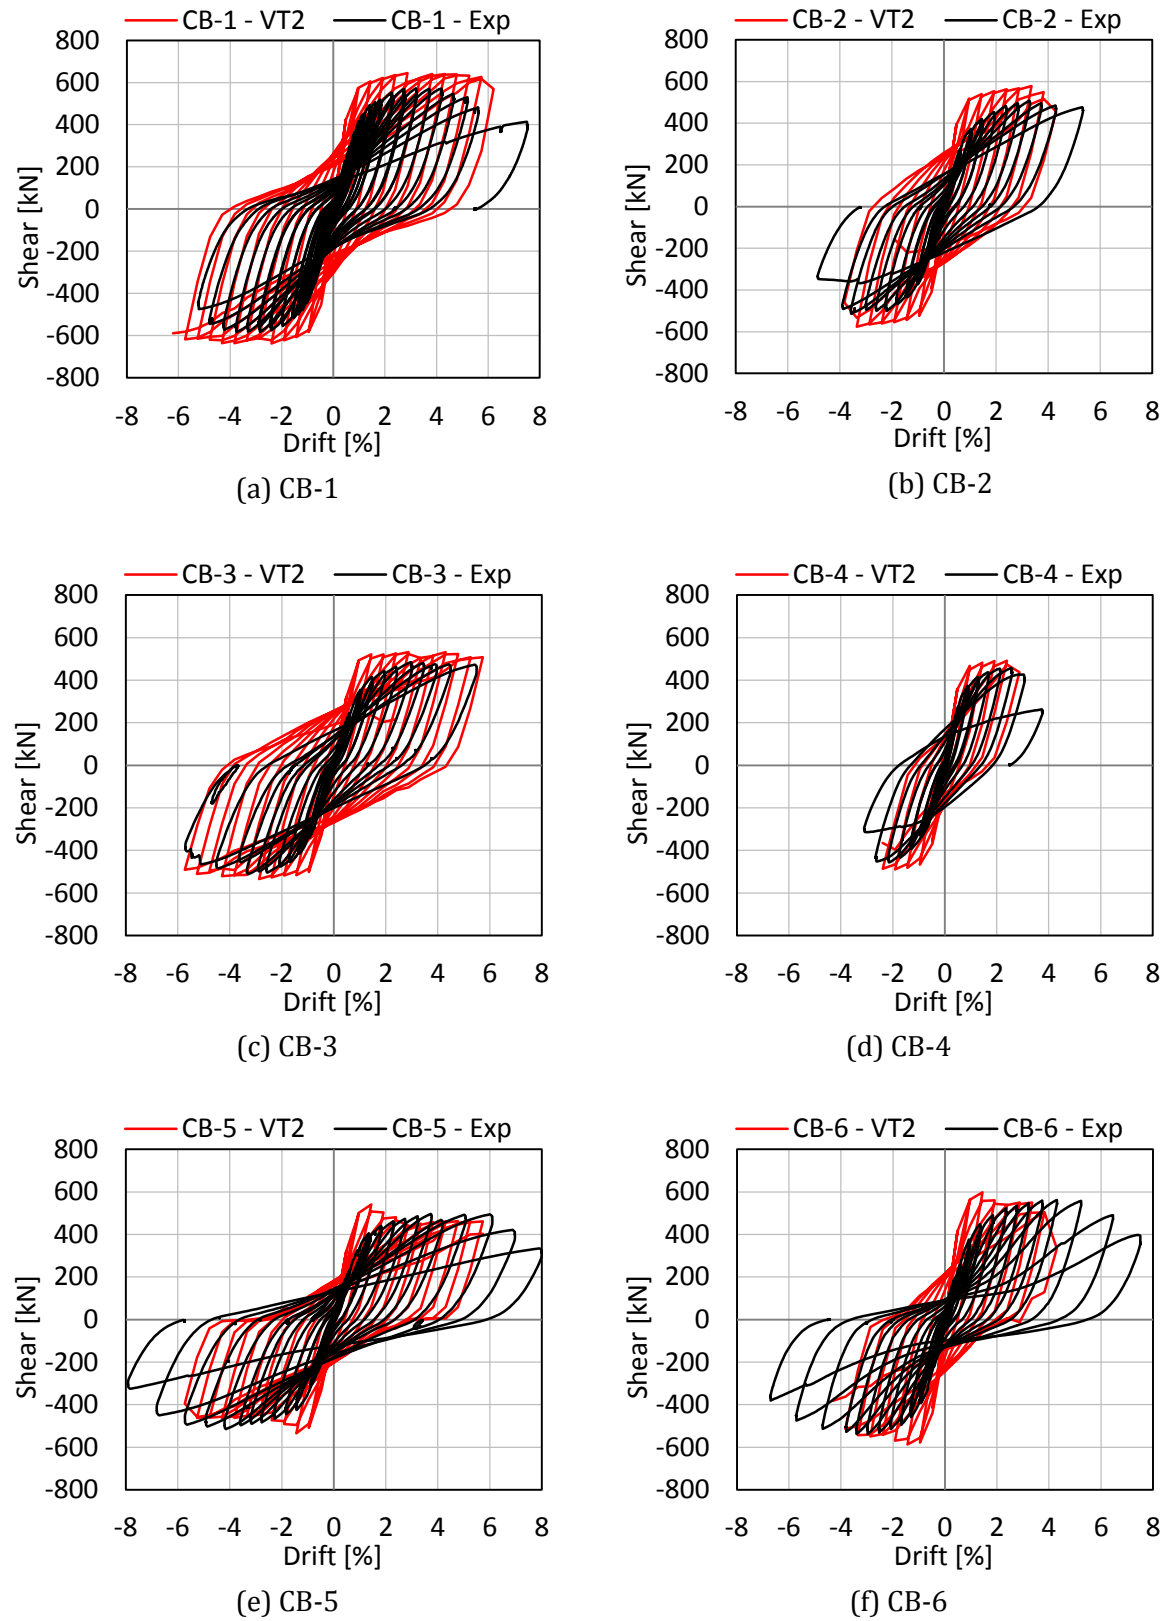 CB-1 - VT2 CB-1 - Exp
800
600
400
200
0
-200
-400
-600
-800
Shear [kN]
-8 -6 -4 -2 0 2 4 6 8
Drift [%]
(a) CB-1
CB-2 - VT2 CB-2 - Exp
800
600
400
200
0
-200
-400
-600
-800
Shear [kN]
-8 -6 -4 -2 0 2 4 6 8
Drift [%]
(b) CB-2
CB-3 - VT2 CB-3 - Exp
800
600
400
200
0
-200
-400
-600
-800
Shear [kN]
-8 -6 -4 -2 0 2 4 6 8
Drift [%]
(c) CB-3
CB-4 - VT2 CB-4 - Exp
800
600
400
200
0
-200
-400
-600
-800
Shear [kN]
-8 -6 -4 -2 0 2 4 6 8
Drift [%]
(d) CB-4
CB-5 - VT2 CB-5 - Exp
800
600
400
200
0
-200
-400
-600
-800
Shear [kN]
-8 -6 -4 -2 0 2 4 6 8
Drift [%]
(e) CB-5
CB-6 - VT2 CB-6 - Exp
800
600
400
200
0
-200
-400
-600
-800
Shear [kN]
-8 -6 -4 -2 0 2 4 6 8
Drift [%]
(f) CB-6